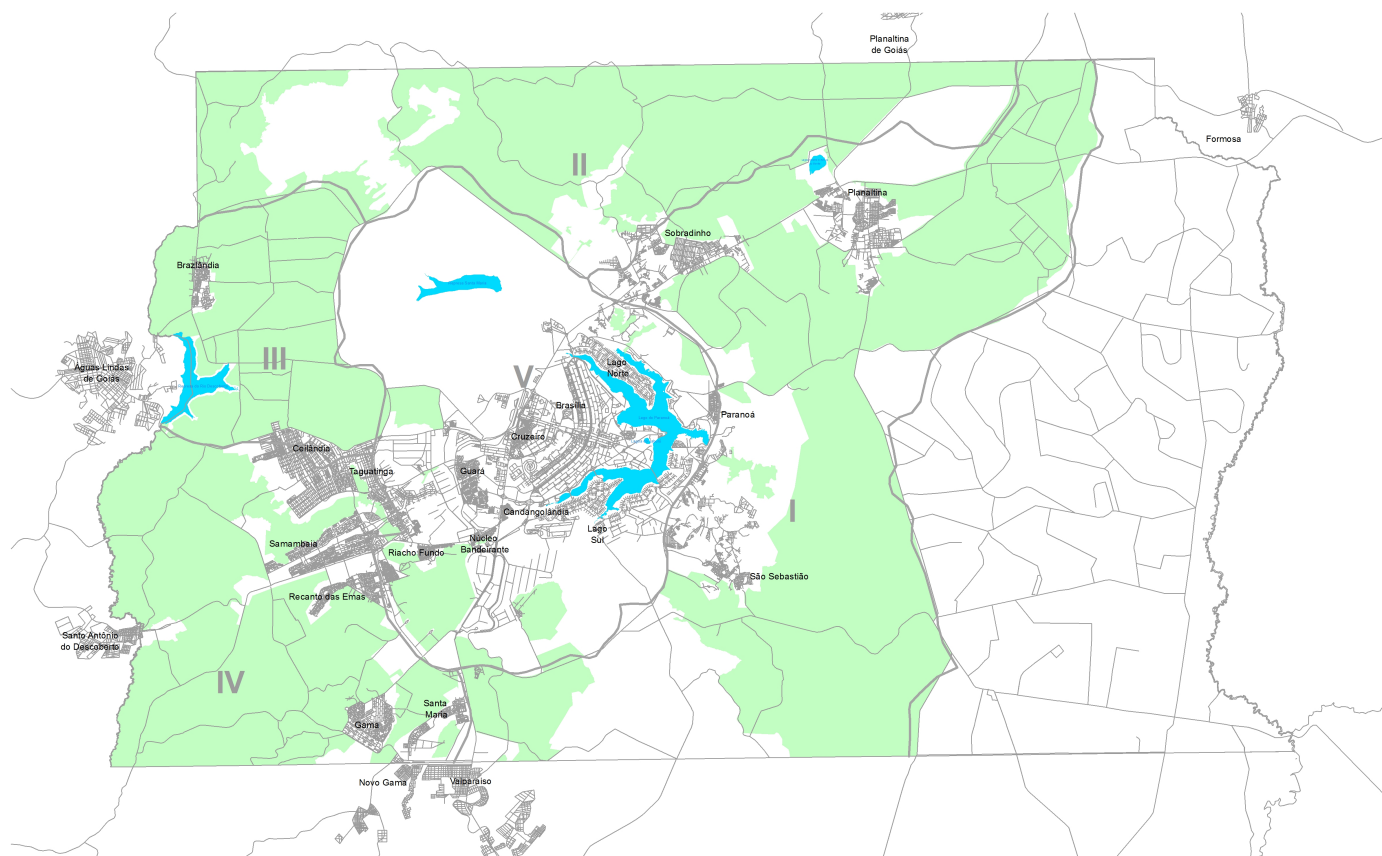 Planaltina
de Goiás
Formosa
II
Planaltina
Sobradinho
Brazlândia
III
Águas Lindas
de Goiás
V
Lago
Norte
Brasília
Paranoá
Cruzeiro
Ceilândia
Taguatinga
Guará
Candangolândia
I
Lago
Sul
Samambaia
Riacho Fundo
Núcleo
Bandeirante
São Sebastião
Recanto das Emas
Santo Antônio
do Descoberto
IV
Santa
Maria
Gama
Novo Gama
Valparaíso